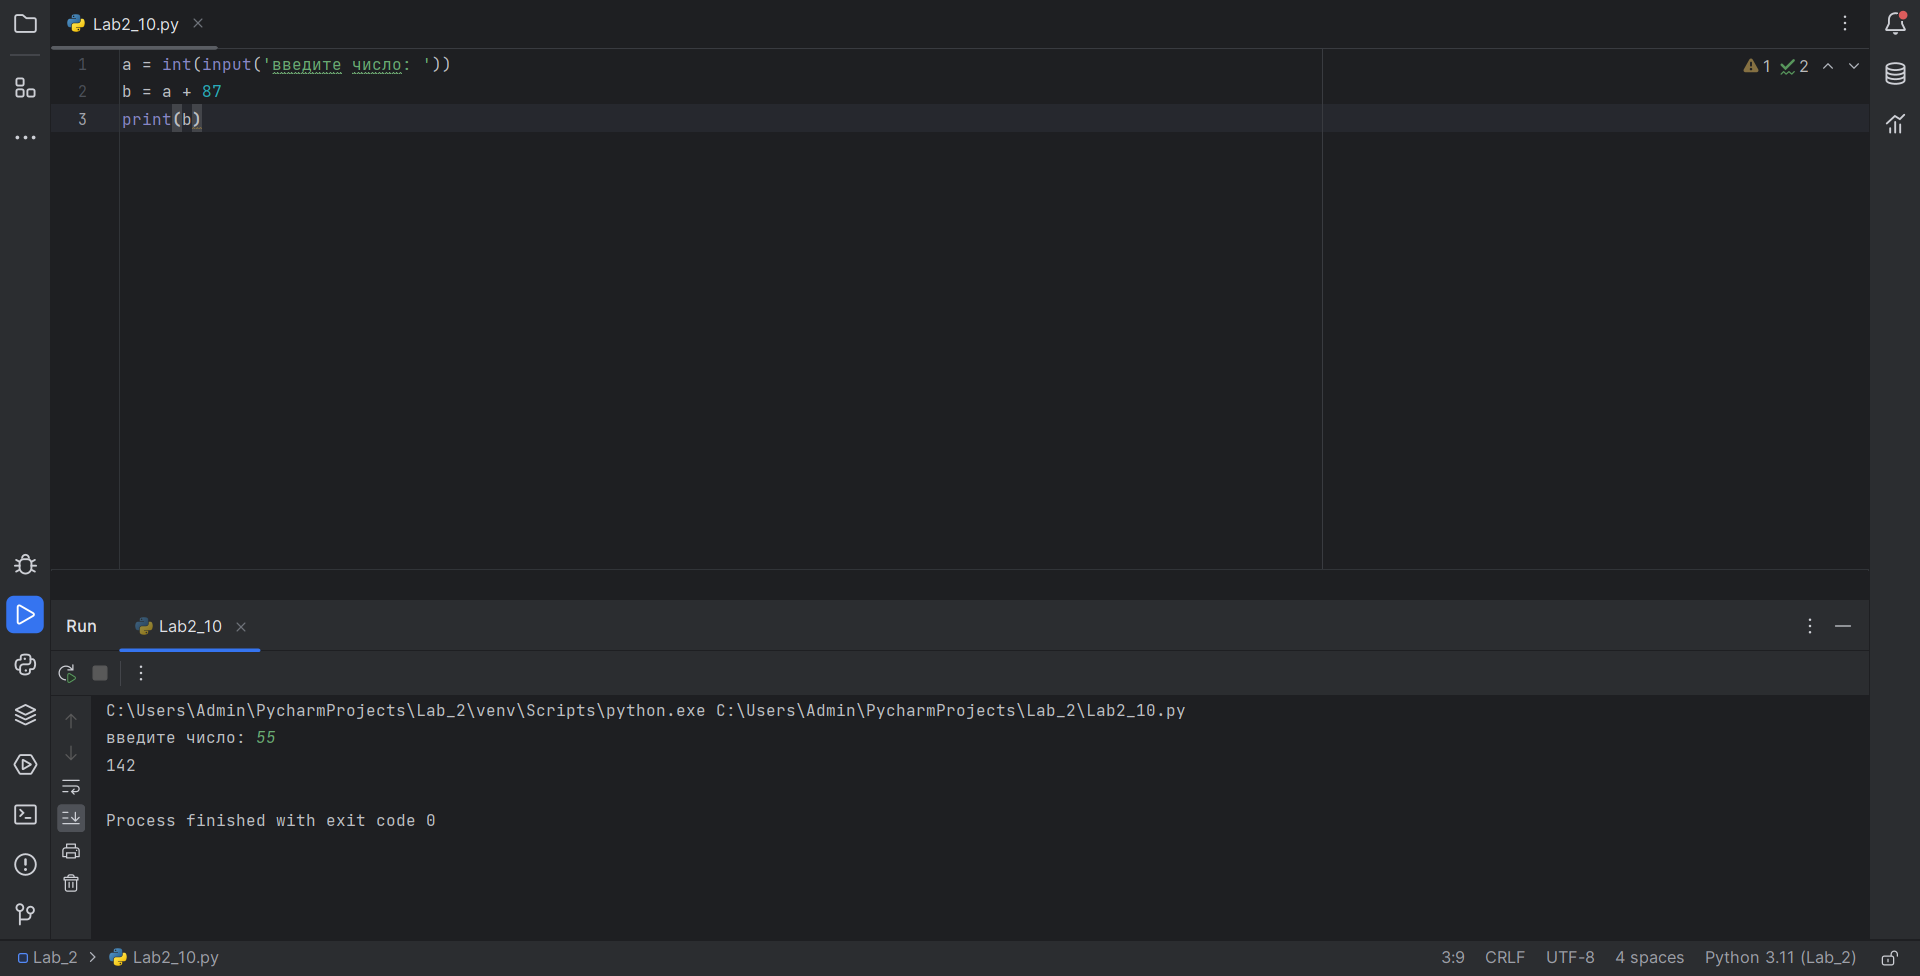 Lab2_10.py
1 a = int(input('введите число: '))
2 b = a + 87
3 print(b)
1 2
Run Lab2_10
C:\Users\Admin\PycharmProjects\Lab_2\venv\Scripts\python.exe C:\Users\Admin\PycharmProjects\Lab_2\Lab2_10.py
введите число: 55
142
Process finished with exit code 0
Lab_2 > Lab2_10.py 3:9 CRLF UTF-8 4 spaces Python 3.11 (Lab_2)